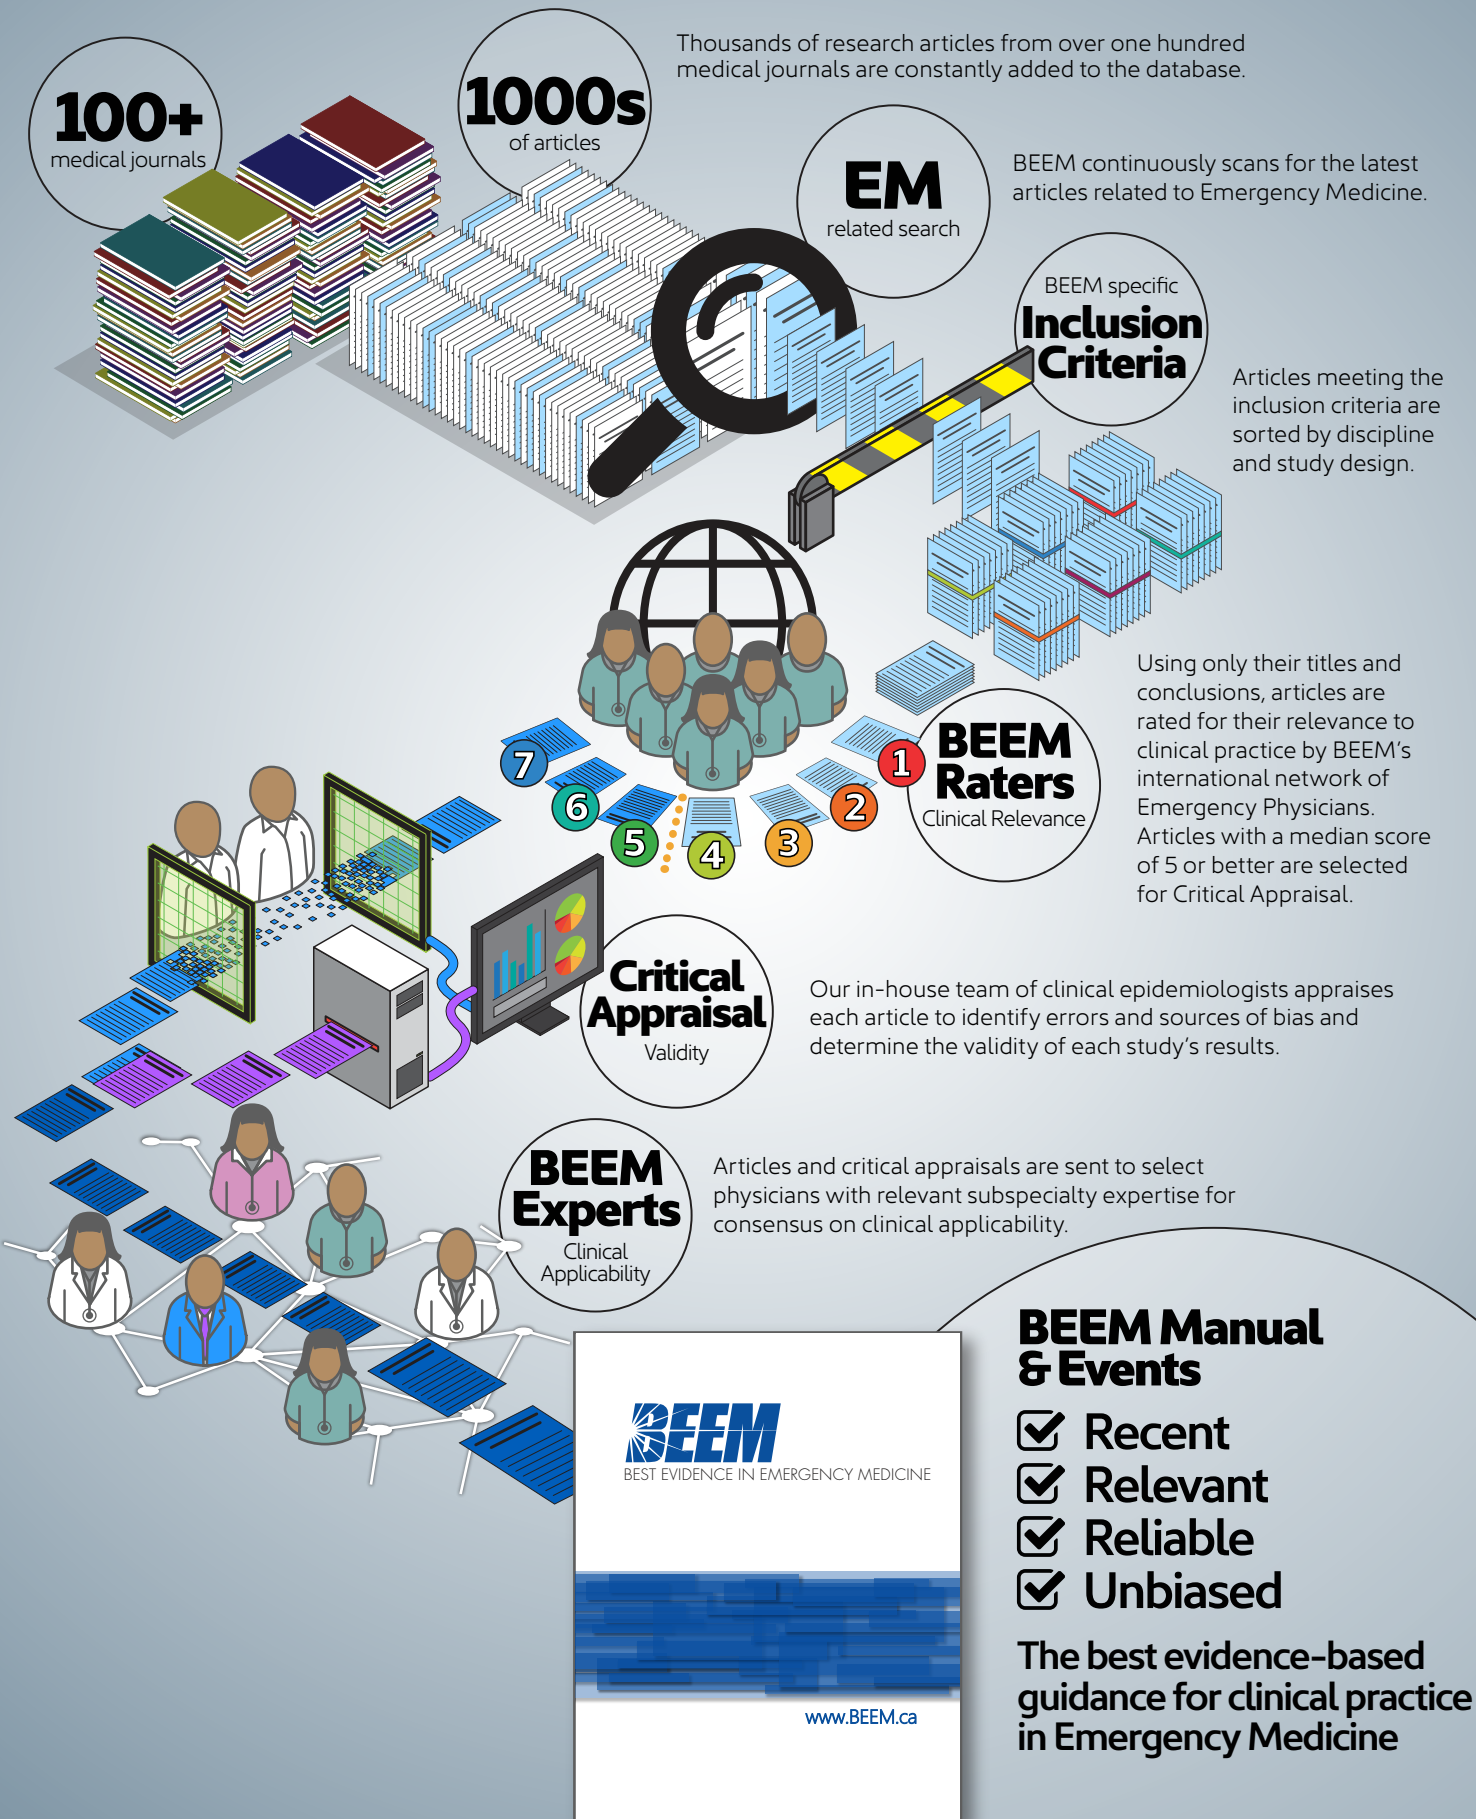 100+
medical journals
1000s
of articles
Thousands of research articles from over one hundred
medical journals are constantly added to the database.
EM
related search
BEEM continuously scans for the latest
articles related to Emergency Medicine.
BEEM specific
Inclusion
Criteria
Articles meeting the
inclusion criteria are
sorted by discipline
and study design.
BEEM
Raters
Clinical Relevance
1
2
3
4
5
6
7
Using only their titles and
conclusions, articles are
rated for their relevance to
clinical practice by BEEM's
international network of
Emergency Physicians.
Articles with a median score
of 5 or better are selected
for Critical Appraisal.
Critical
Appraisal
Validity
Our in-house team of clinical epidemiologists appraises
each article to identify errors and sources of bias and
determine the validity of each study's results.
BEEM
Experts
Clinical
Applicability
Articles and critical appraisals are sent to select
physicians with relevant subspecialty expertise for
consensus on clinical applicability.
BEEM
BEST EVIDENCE IN EMERGENCY MEDICINE
www.BEEM.ca
BEEM Manual
& Events
Recent
Relevant
Reliable
Unbiased
The best evidence-based
guidance for clinical practice
in Emergency Medicine